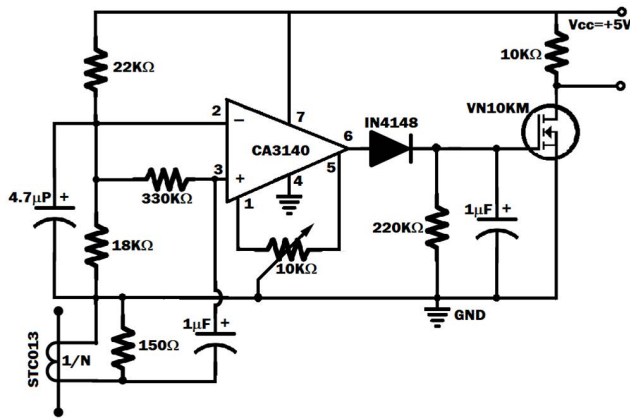 Vcc=+5V
22KΩ
10KΩ
2
7
VN10KM
IN4148
−
CA3140
6
3
+
5
4.7µP +
330KΩ
1
4
18KΩ
10KΩ
220KΩ
1µF +
GND
STC013
1/N
150Ω
1µF +